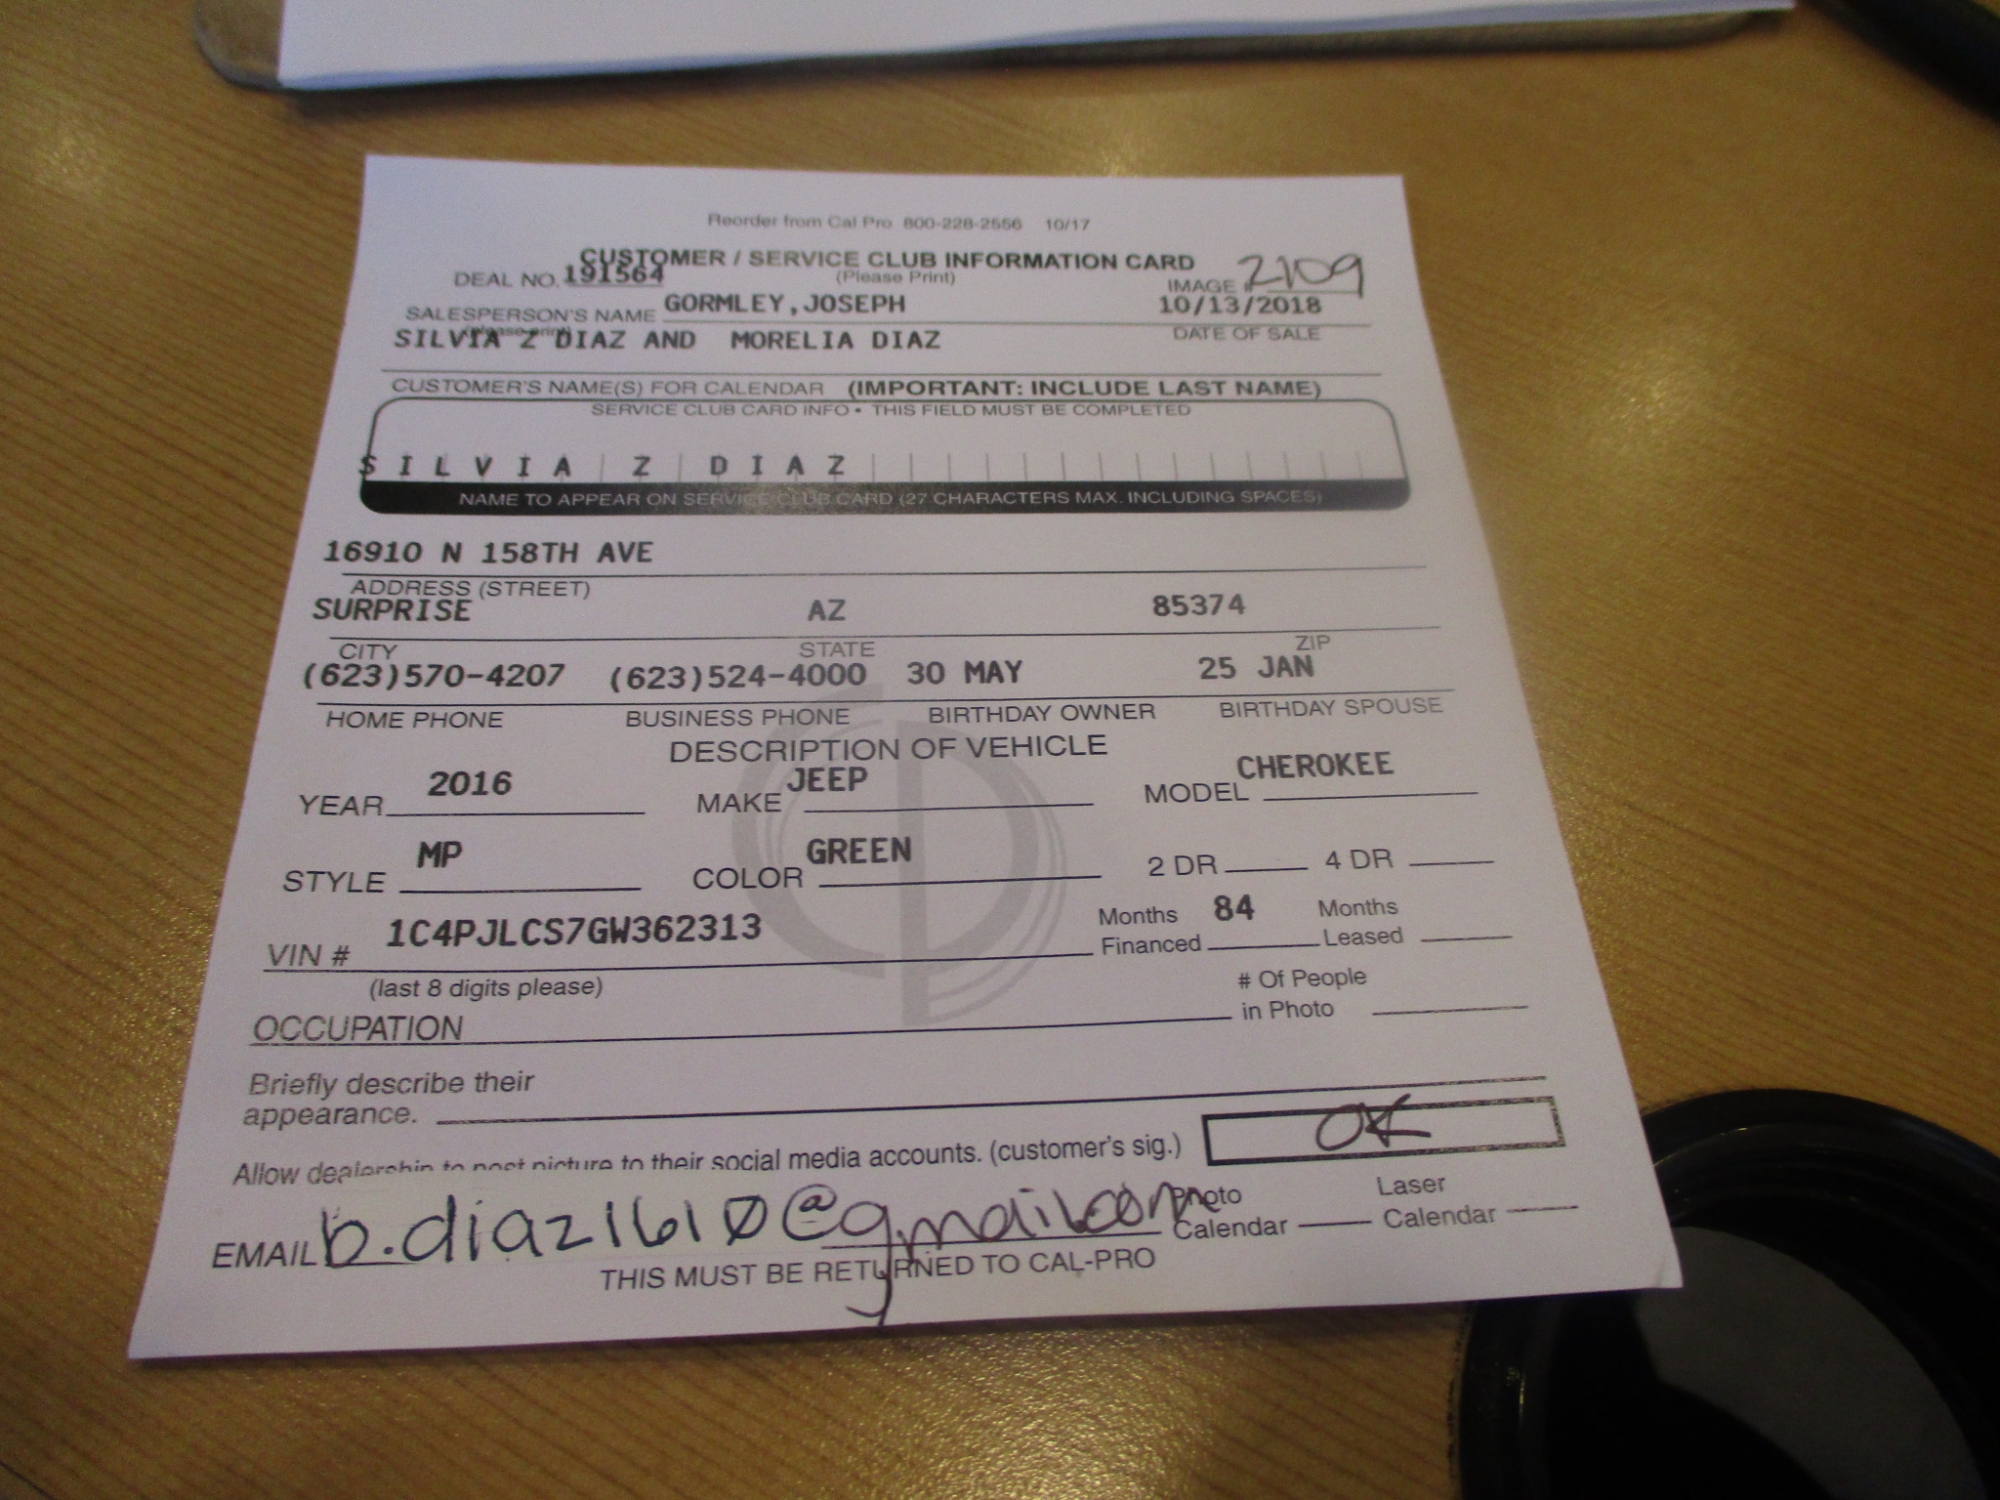 Reorder from Cal Pro 800-228-2556 10/17
CUSTOMER / SERVICE CLUB INFORMATION CARD
DEAL NO. 191564 (Please Print) IMAGE # 2109
SALESPERSON'S NAME GORMLEY,JOSEPH 10/13/2018
(please print) DATE OF SALE
SILVIA Z DIAZ AND MORELIA DIAZ
CUSTOMER'S NAME(S) FOR CALENDAR (IMPORTANT: INCLUDE LAST NAME)
SERVICE CLUB CARD INFO • THIS FIELD MUST BE COMPLETED
SILVIA Z DIAZ
NAME TO APPEAR ON SERVICE CLUB CARD (27 CHARACTERS MAX. INCLUDING SPACES)
16910 N 158TH AVE
ADDRESS (STREET)
SURPRISE AZ 85374
CITY STATE ZIP
(623)570-4207 (623)524-4000 30 MAY 25 JAN
HOME PHONE BUSINESS PHONE BIRTHDAY OWNER BIRTHDAY SPOUSE
DESCRIPTION OF VEHICLE
YEAR 2016 MAKE JEEP MODEL CHEROKEE
STYLE MP COLOR GREEN 2 DR 4 DR
VIN # 1C4PJLCS7GW362313 Months Financed 84 Months Leased
(last 8 digits please)
OCCUPATION # Of People in Photo
Briefly describe their
appearance.
Allow dealership to post picture to their social media accounts. (customer's sig.) OK
EMAIL b.diaz1610@gmail.com Photo Calendar Laser Calendar
THIS MUST BE RETURNED TO CAL-PRO